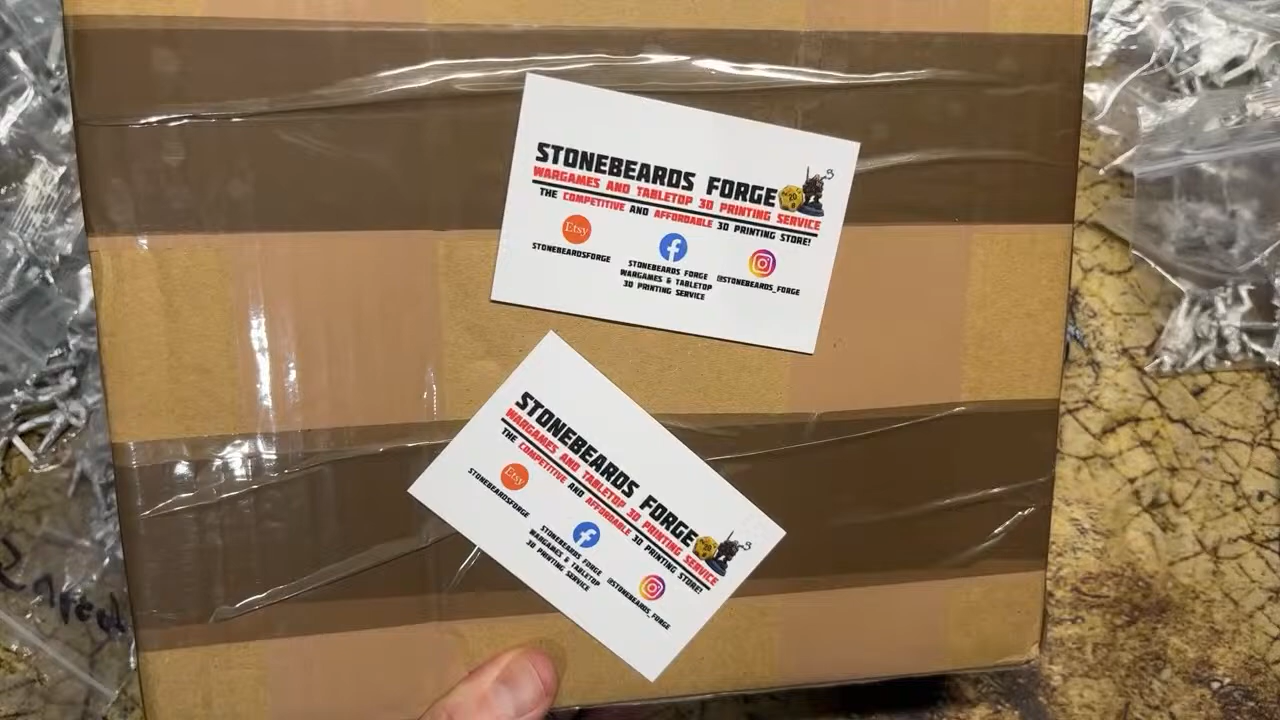 STONEBEARDS FORGE
WARGAMES AND TABLETOP 3D PRINTING SERVICE
THE COMPETITIVE AND AFFORDABLE 3D PRINTING STORE!
Etsy
STONEBEARDSFORGE
STONEBEARDS FORGE
WARGAMES & TABLETOP
3D PRINTING SERVICE
@STONEBEARDS_FORGE
20
STONEBEARDS FORGE
WARGAMES AND TABLETOP 3D PRINTING SERVICE
THE COMPETITIVE AND AFFORDABLE 3D PRINTING STORE!
Etsy
STONEBEARDSFORGE
STONEBEARDS FORGE
WARGAMES & TABLETOP
3D PRINTING SERVICE
@STONEBEARDS_FORGE
20